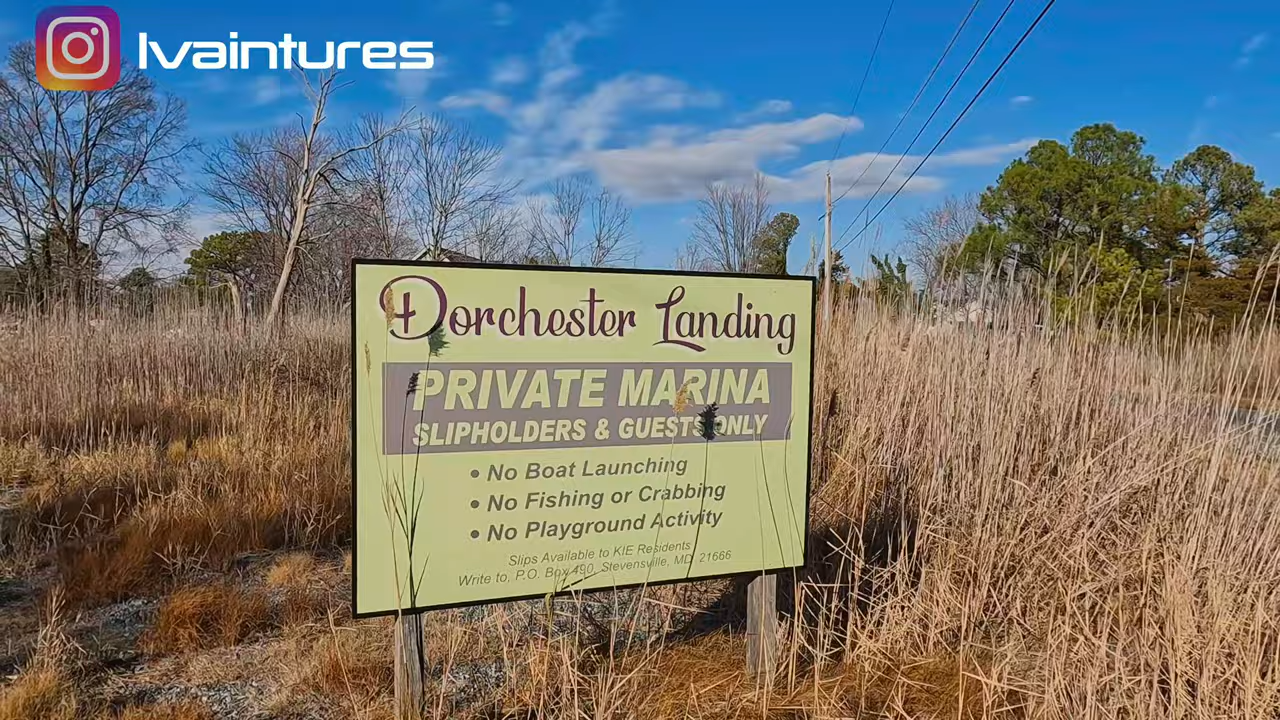 lvaintures
Dorchester Landing
PRIVATE MARINA
SLIPHOLDERS & GUESTS ONLY
• No Boat Launching
• No Fishing or Crabbing
• No Playground Activity
Slips Available to KIE Residents
Write to, P.O. Box 490, Stevensville, MD, 21666